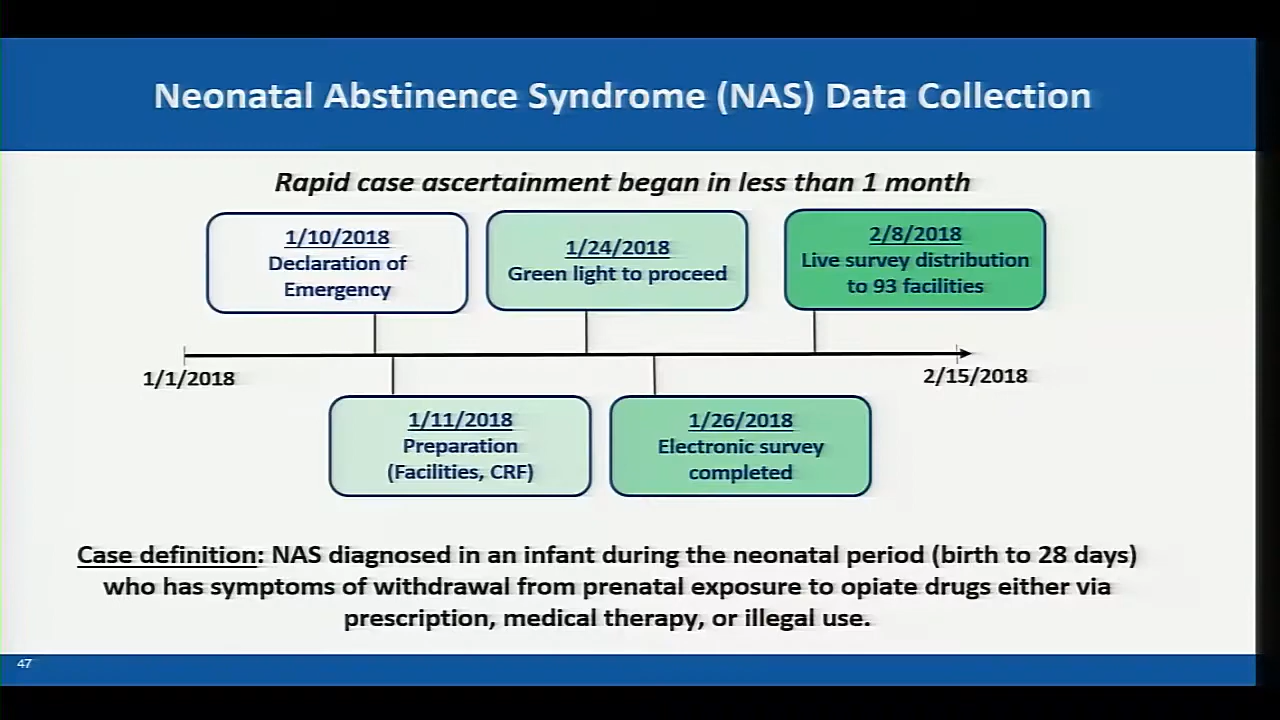 Neonatal Abstinence Syndrome (NAS) Data Collection
Rapid case ascertainment began in less than 1 month
1/10/2018
Declaration of
Emergency
1/24/2018
Green light to proceed
2/8/2018
Live survey distribution
to 93 facilities
1/1/2018
2/15/2018
1/11/2018
Preparation
(Facilities, CRF)
1/26/2018
Electronic survey
completed
Case definition: NAS diagnosed in an infant during the neonatal period (birth to 28 days)
who has symptoms of withdrawal from prenatal exposure to opiate drugs either via
prescription, medical therapy, or illegal use.
47